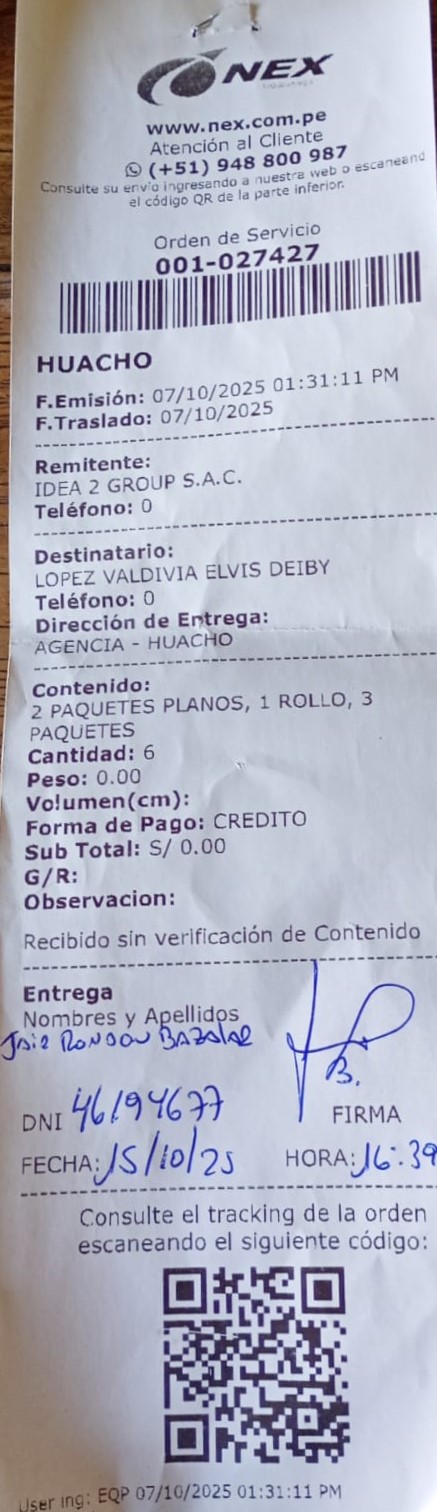 NEX
www.nex.com.pe
Atención al Cliente
(+51) 948 800 987
Consulte su envío ingresando a nuestra web o escaneand
el código QR de la parte inferior.
Orden de Servicio
001-027427
HUACHO
F.Emisión: 07/10/2025 01:31:11 PM
F.Traslado: 07/10/2025
Remitente:
IDEA 2 GROUP S.A.C.
Teléfono: 0
Destinatario:
LOPEZ VALDIVIA ELVIS DEIBY
Teléfono: 0
Dirección de Entrega:
AGENCIA - HUACHO
Contenido:
2 PAQUETES PLANOS, 1 ROLLO, 3
PAQUETES
Cantidad: 6
Peso: 0.00
Volumen(cm):
Forma de Pago: CREDITO
Sub Total: S/ 0.00
G/R:
Observacion:
Recibido sin verificación de Contenido
Entrega
Nombres y Apellidos
RONDON BAZALAR
B.
DNI 46194677 FIRMA
FECHA: 15/10/25 HORA: 16:39
Consulte el tracking de la orden
escaneando el siguiente código:
User ing: EQP 07/10/2025 01:31:11 PM